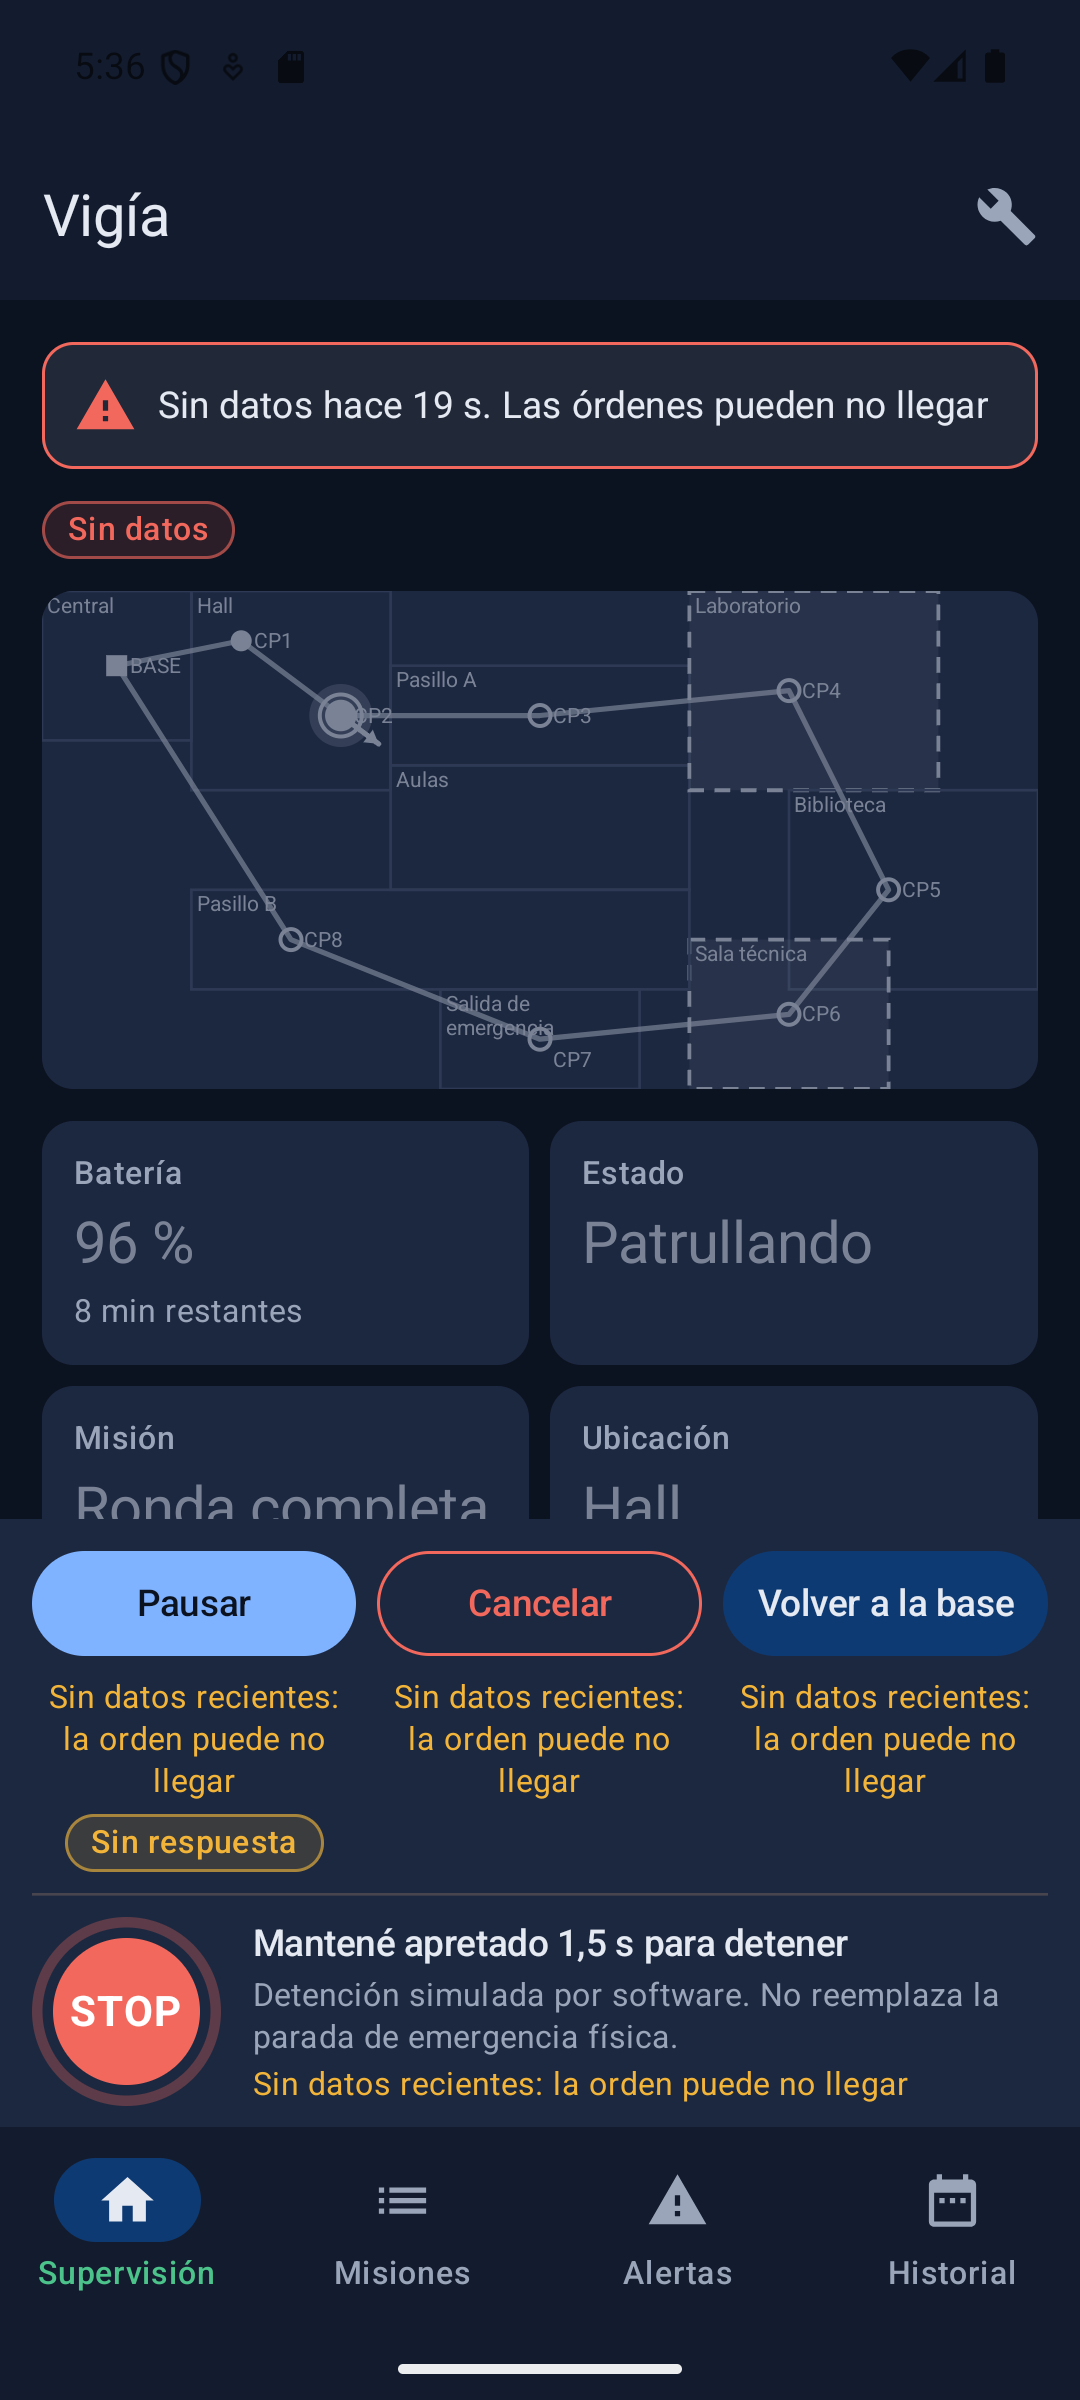 5:36
Vigía
Sin datos hace 19 s. Las órdenes pueden no llegar
Sin datos
Central
Hall
Laboratorio
CP1
BASE
Pasillo A
CP4
CP2
CP3
Aulas
Biblioteca
CP5
Pasillo B
CP8
Sala técnica
Salida de
emergencia
CP6
CP7
Batería
96 %
8 min restantes
Estado
Patrullando
Misión
Ronda completa
Ubicación
Hall
Pausar
Cancelar
Volver a la base
Sin datos recientes:
la orden puede no
llegar
Sin datos recientes:
la orden puede no
llegar
Sin datos recientes:
la orden puede no
llegar
Sin respuesta
STOP
Mantené apretado 1,5 s para detener
Detención simulada por software. No reemplaza la
parada de emergencia física.
Sin datos recientes: la orden puede no llegar
Supervisión
Misiones
Alertas
Historial